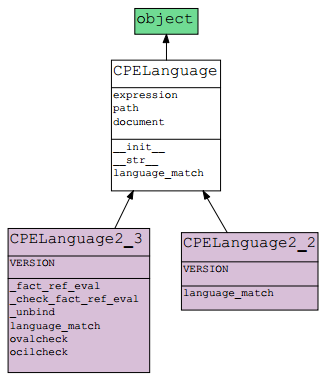 object
CPELanguage
expression
path
document
__init__
__str__
language_match
CPELanguage2_3
VERSION
_fact_ref_eval
_check_fact_ref_eval
_unbind
language_match
ovalcheck
ocilcheck
CPELanguage2_2
VERSION
language_match